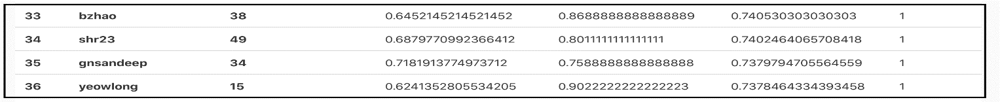 33 bzhao 38 0.6452145214521452 0.8688888888888889 0.740530303030303 1
34 shr23 49 0.6879770992366412 0.8011111111111111 0.7402464065708418 1
35 gnsandeep 34 0.7181913774973712 0.7588888888888888 0.7379794705564559 1
36 yeowlong 15 0.6241352805534205 0.9022222222222223 0.7378464334393458 1